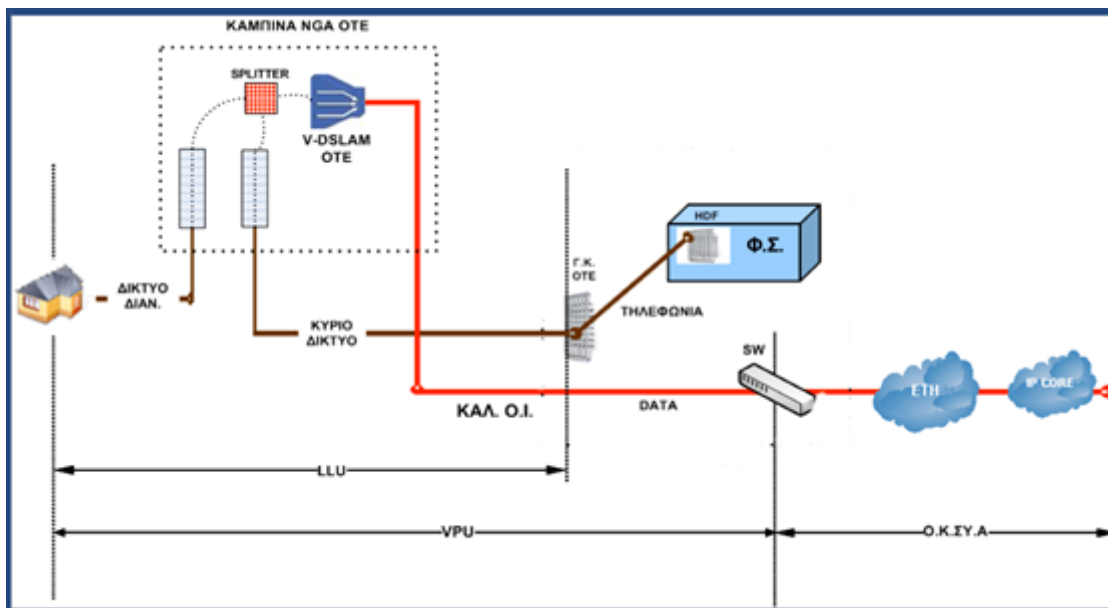 ΚΑΜΠΙΝΑ NGA ΟΤΕ
SPLITTER
V-DSLAM
ΟΤΕ
HDF
Φ.Σ.
Γ.Κ.
ΟΤΕ
ΔΙΚΤΥΟ
ΔΙΑΝ.
ΤΗΛΕΦΩΝΙΑ
ΚΥΡΙΟ
ΔΙΚΤΥΟ
SW
ETH
IP CORE
ΚΑΛ. Ο.Ι.
DATA
LLU
VPU
Ο.Κ.ΣΥ.Α